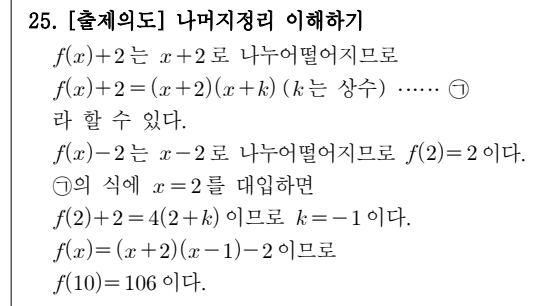 25. [출제의도] 나머지정리 이해하기
f(x)+2는 x+2로 나누어떨어지므로
f(x)+2=(x+2)(x+k) (k는 상수) ⋯⋯ ㉠
라 할 수 있다.
f(x)−2는 x−2로 나누어떨어지므로 f(2)=2이다.
㉠의 식에 x=2를 대입하면
f(2)+2=4(2+k)이므로 k=−1이다.
f(x)=(x+2)(x−1)−2이므로
f(10)=106이다.